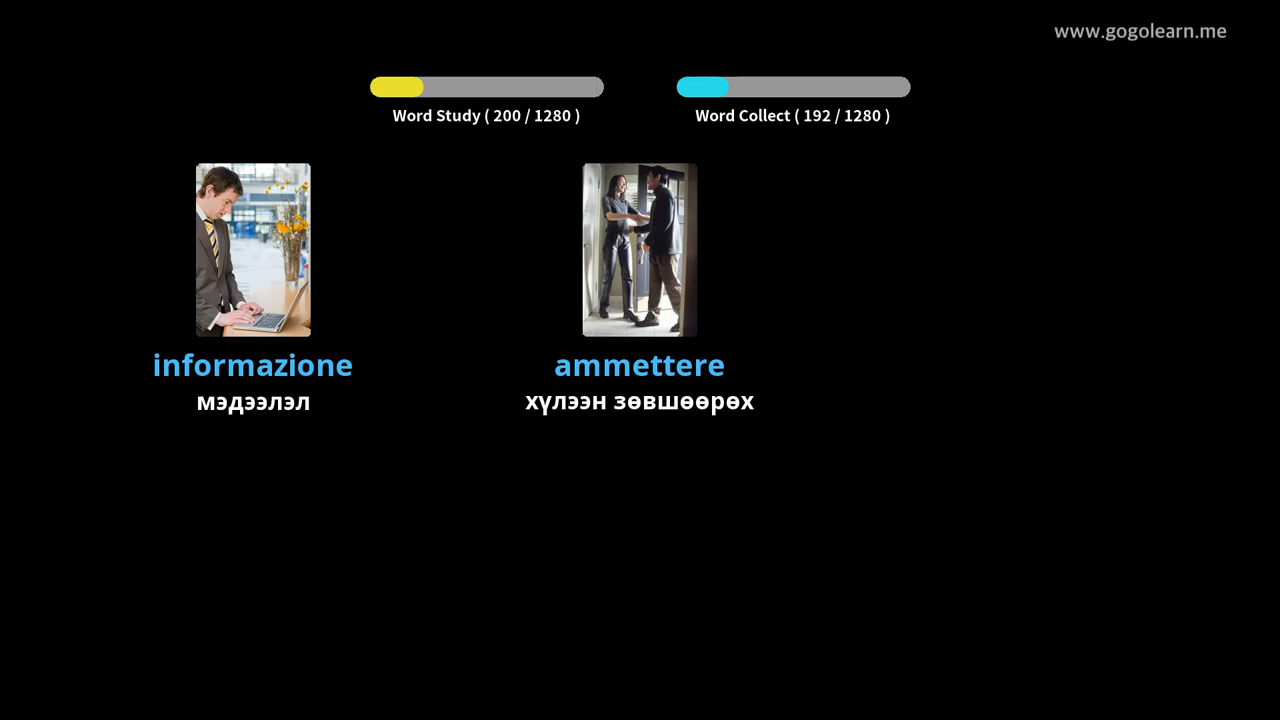 www.gogolearn.me
Word Study ( 200 / 1280 )
Word Collect ( 192 / 1280 )
informazione
мэдээлэл
ammettere
хүлээн зөвшөөрөх